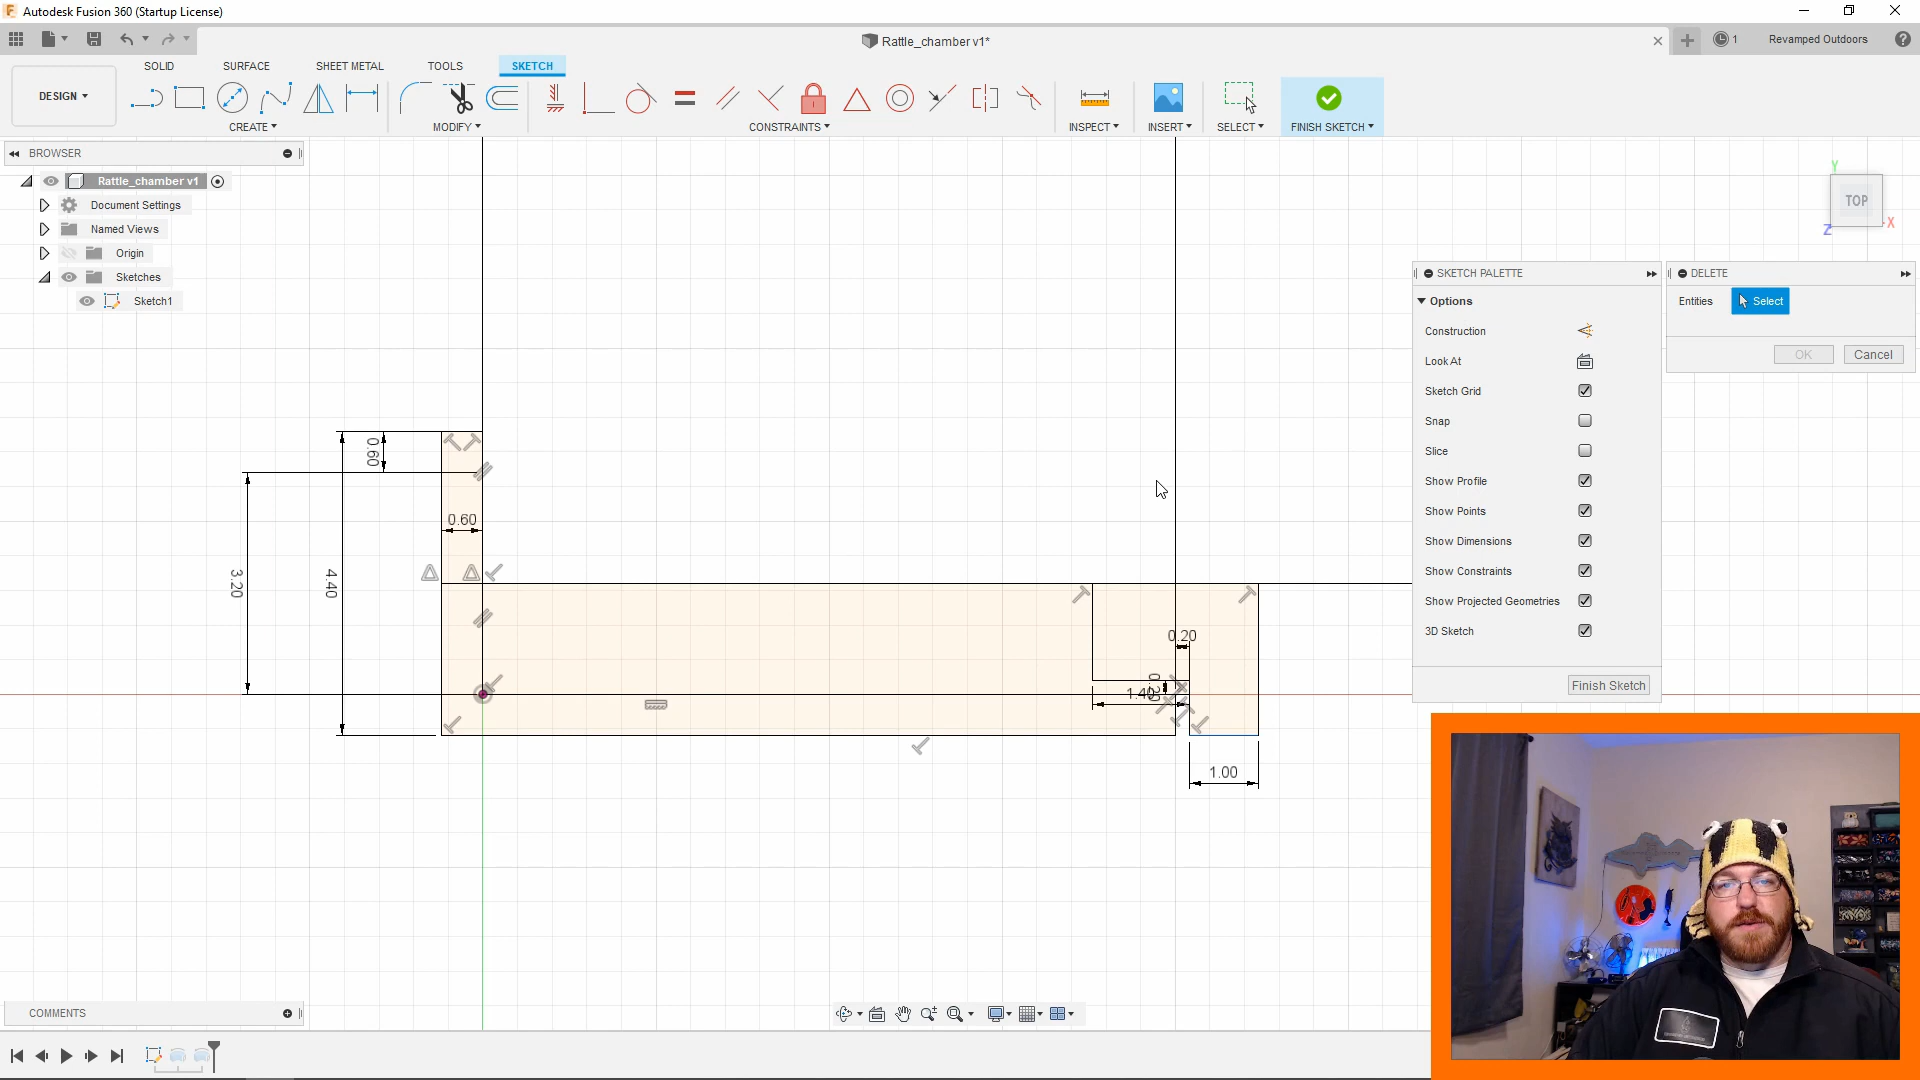 Autodesk Fusion 360 (Startup License)
Rattle_chamber v1*
1
Revamped Outdoors
DESIGN
SOLID
SURFACE
SHEET METAL
TOOLS
SKETCH
CREATE
MODIFY
CONSTRAINTS
INSPECT
INSERT
SELECT
FINISH SKETCH
BROWSER
Rattle_chamber v1
Document Settings
Named Views
Origin
Sketches
Sketch1
Y
TOP
X
Z
SKETCH PALETTE
Options
Construction
Look At
Sketch Grid
Snap
Slice
Show Profile
Show Points
Show Dimensions
Show Constraints
Show Projected Geometries
3D Sketch
Finish Sketch
DELETE
Entities
Select
OK
Cancel
0.60
0.60
3.20
4.40
0.20
0.20
1.40
1.00
COMMENTS